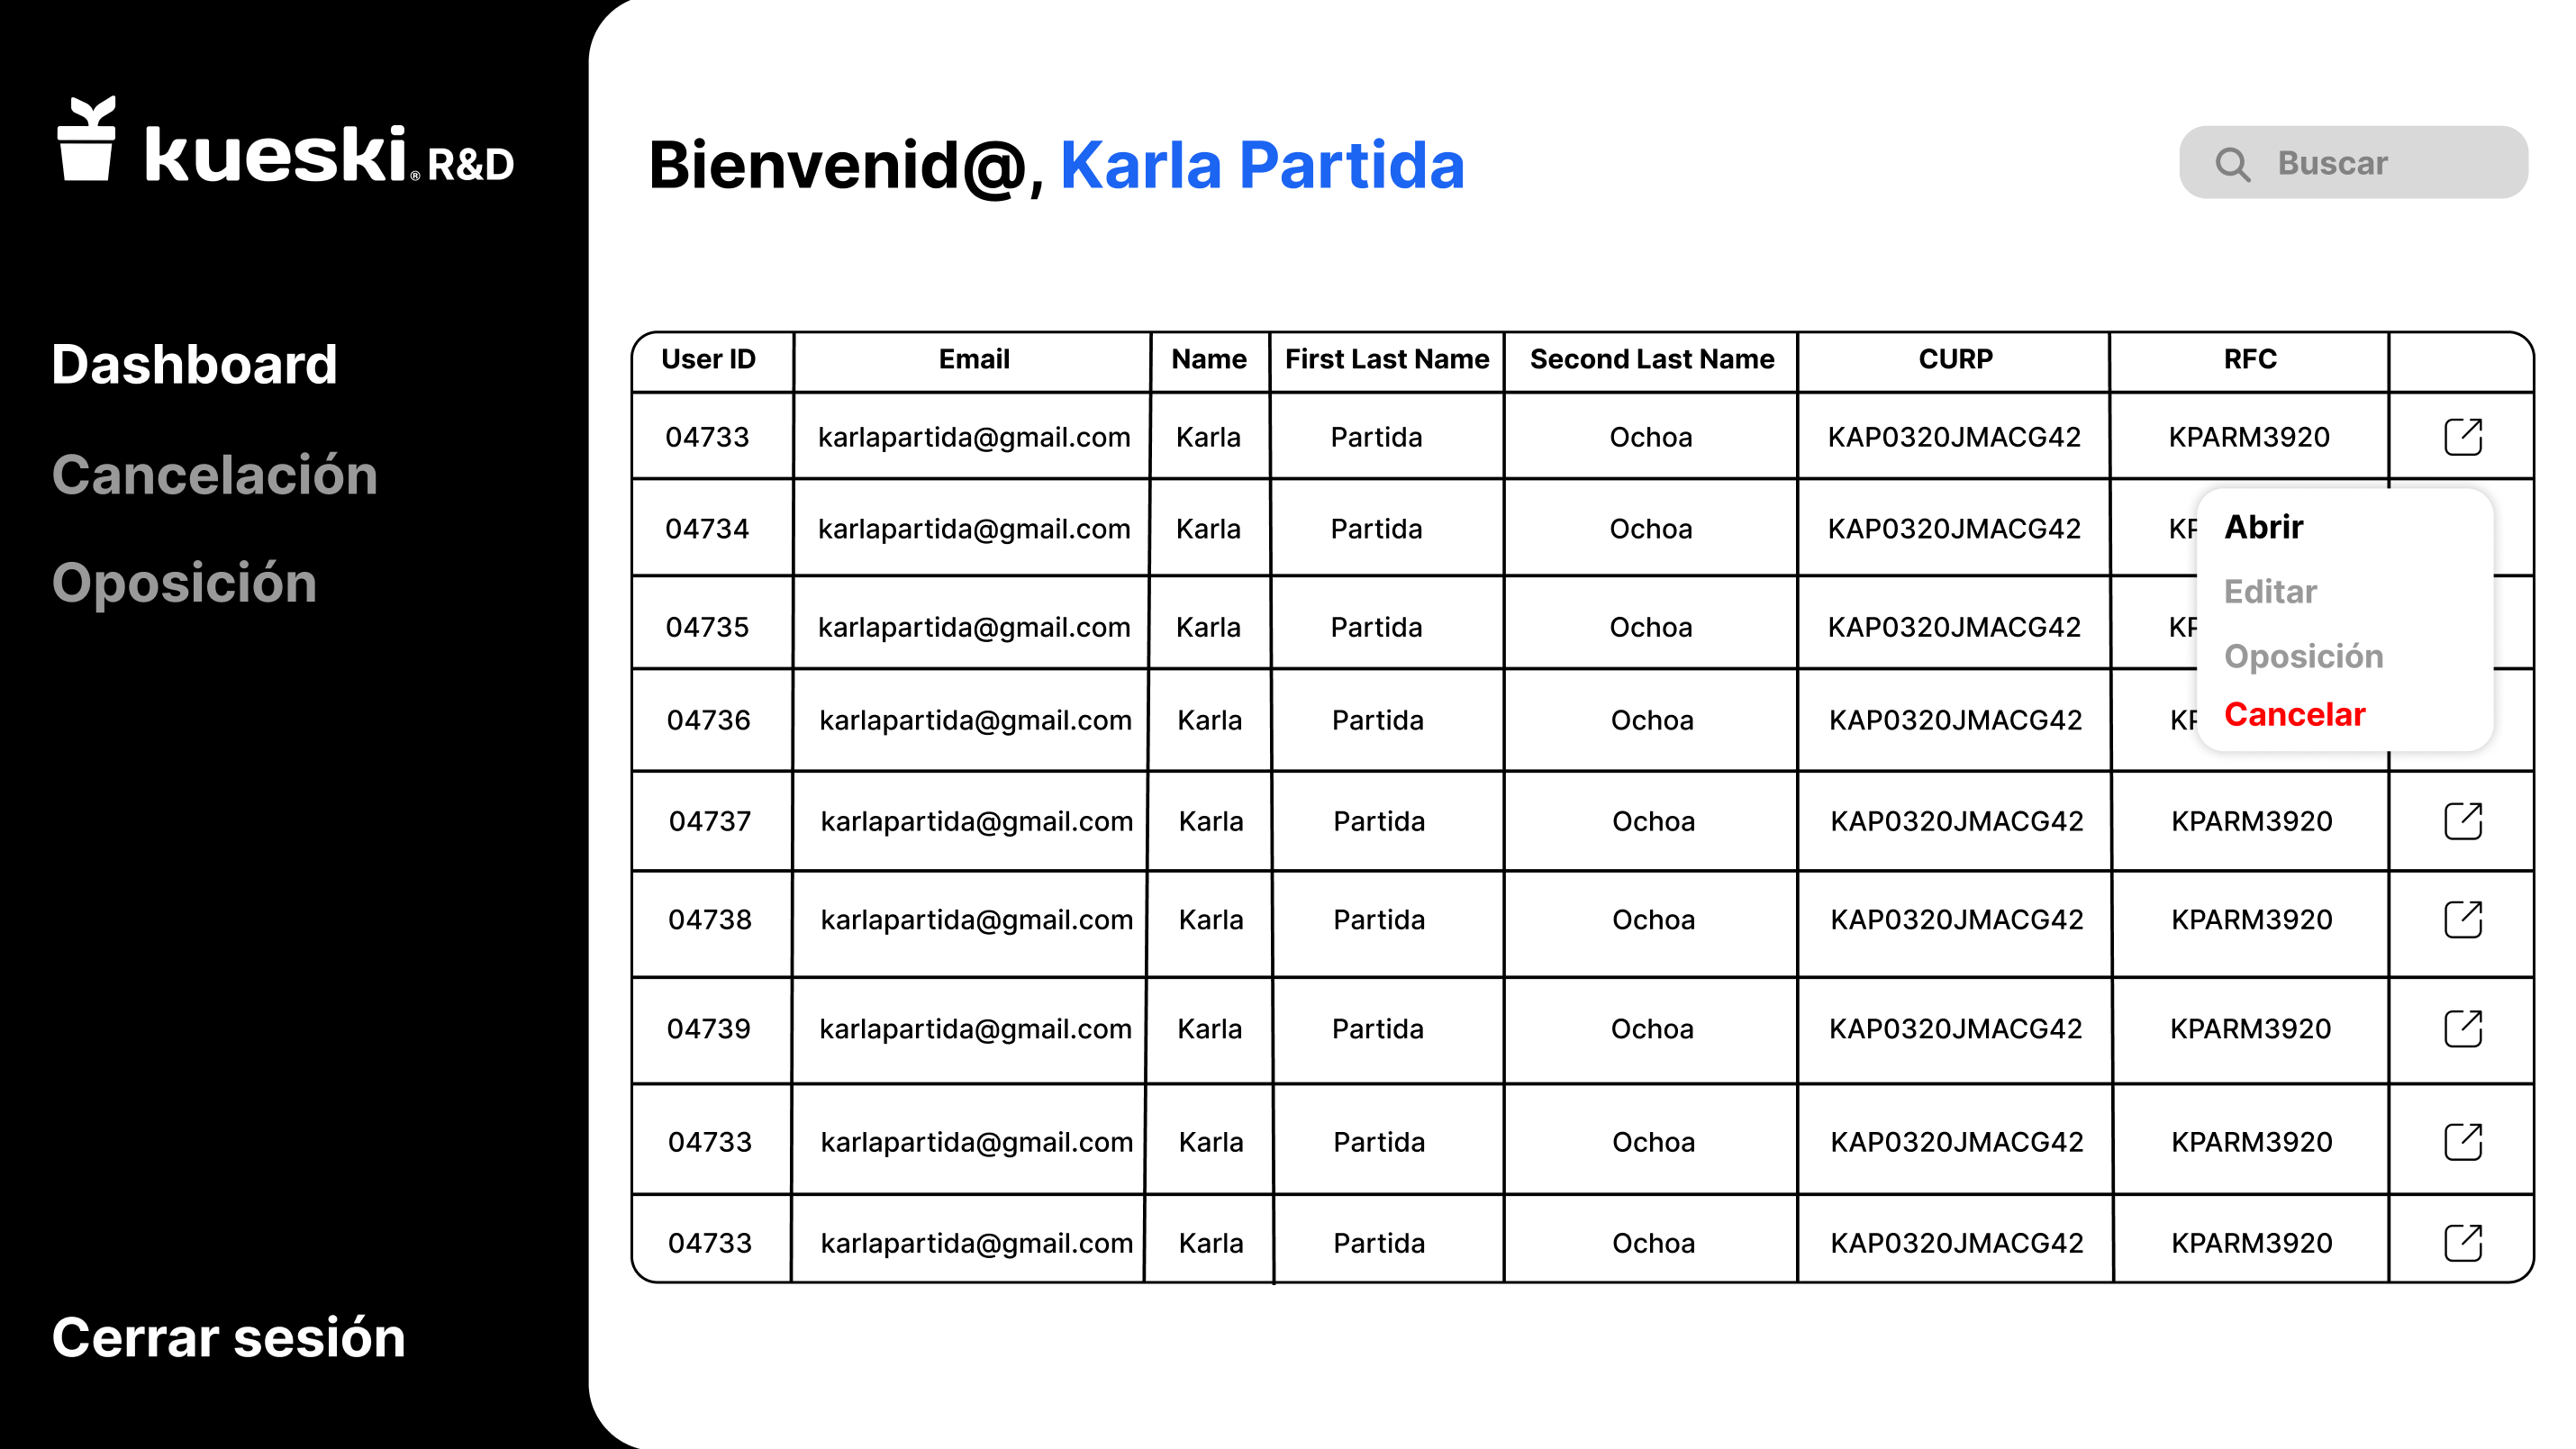 kueski® R&D
Bienvenid@, Karla Partida
Buscar
Dashboard
Cancelación
Oposición
Cerrar sesión
User ID Email Name First Last Name Second Last Name CURP RFC
04733 karlapartida@gmail.com Karla Partida Ochoa KAP0320JMACG42 KPARM3920
04734 karlapartida@gmail.com Karla Partida Ochoa KAP0320JMACG42
04735 karlapartida@gmail.com Karla Partida Ochoa KAP0320JMACG42
04736 karlapartida@gmail.com Karla Partida Ochoa KAP0320JMACG42
04737 karlapartida@gmail.com Karla Partida Ochoa KAP0320JMACG42 KPARM3920
04738 karlapartida@gmail.com Karla Partida Ochoa KAP0320JMACG42 KPARM3920
04739 karlapartida@gmail.com Karla Partida Ochoa KAP0320JMACG42 KPARM3920
04733 karlapartida@gmail.com Karla Partida Ochoa KAP0320JMACG42 KPARM3920
04733 karlapartida@gmail.com Karla Partida Ochoa KAP0320JMACG42 KPARM3920
Abrir
Editar
Oposición
Cancelar